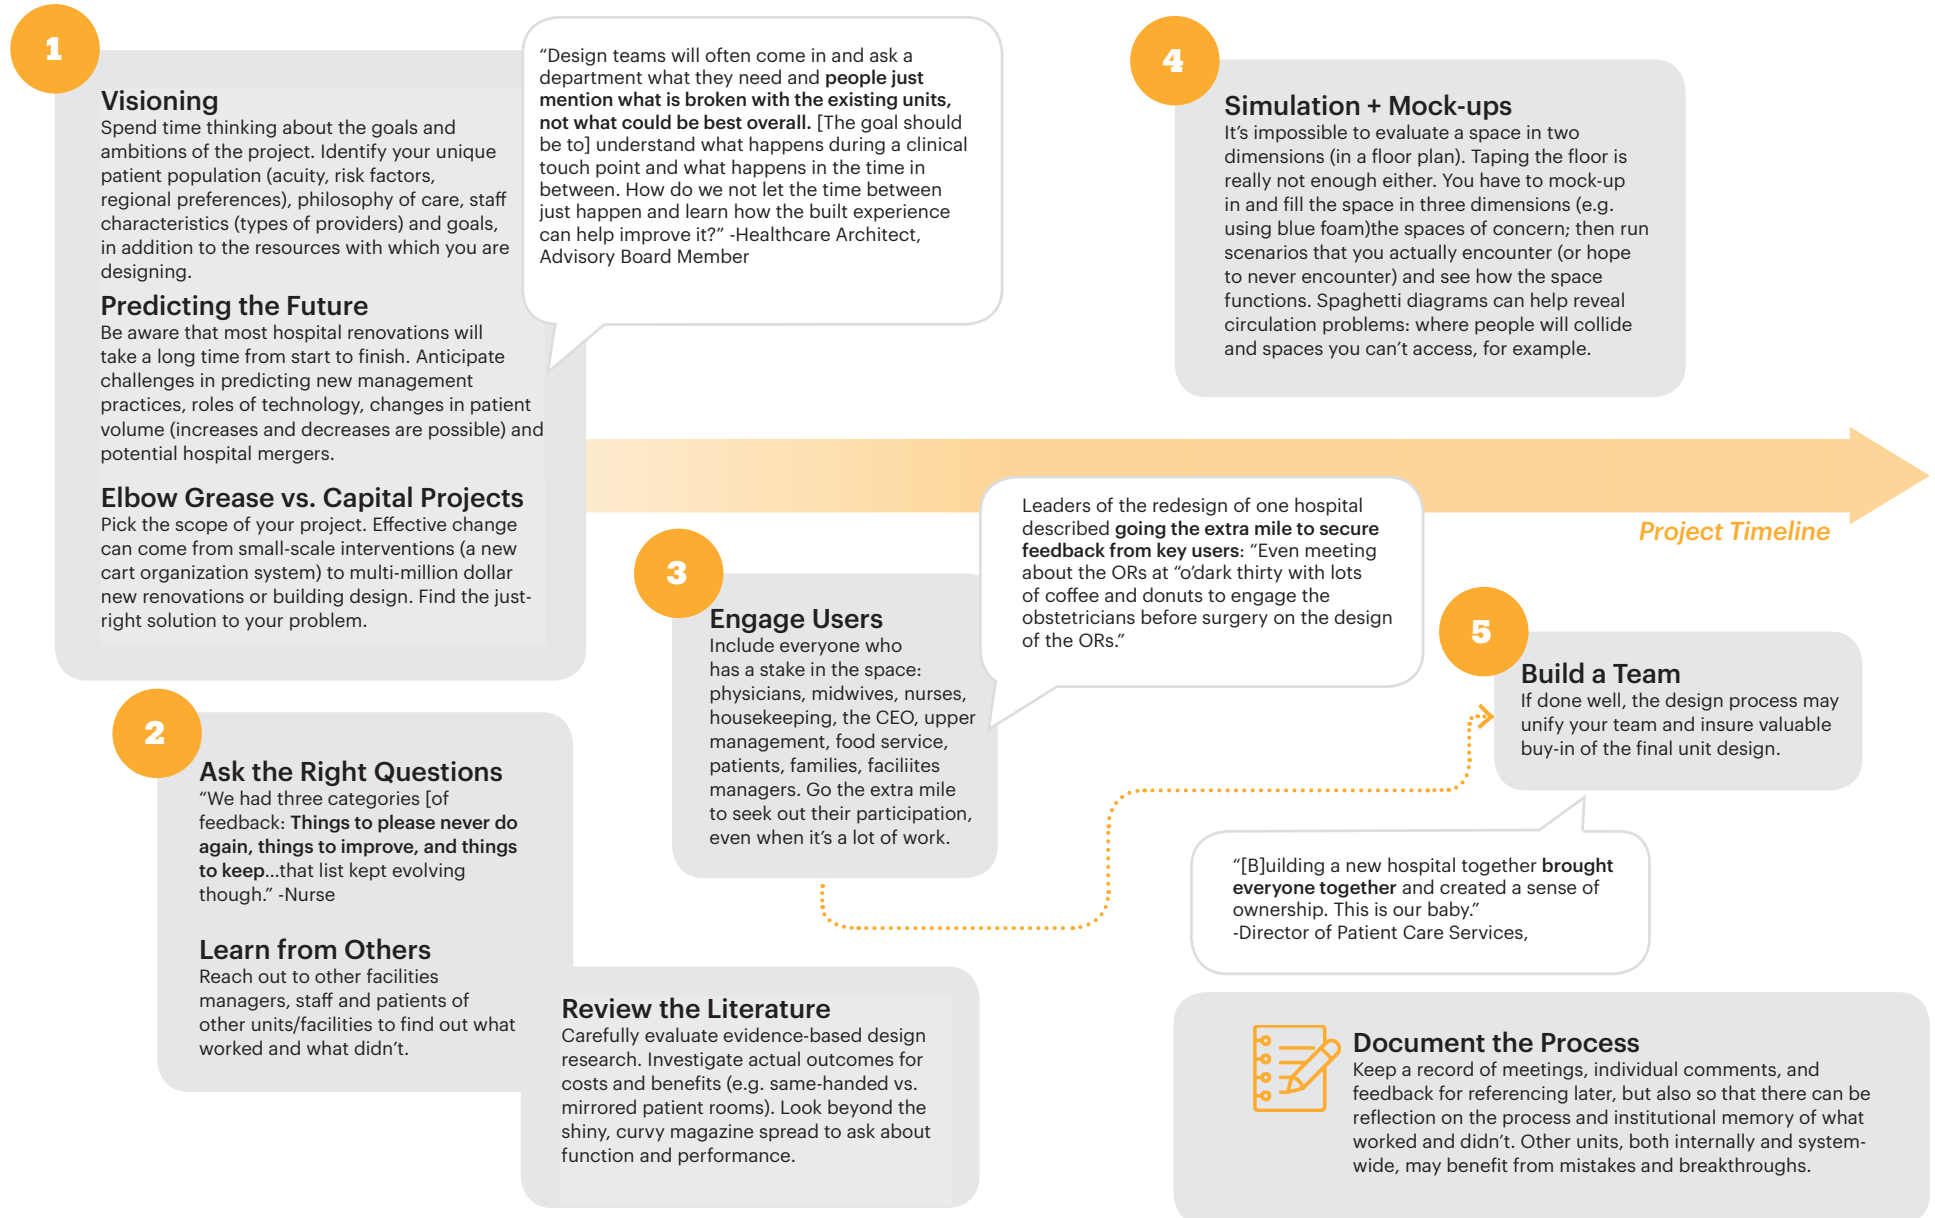 1
Visioning
Spend time thinking about the goals and
ambitions of the project. Identify your unique
patient population (acuity, risk factors,
regional preferences), philosophy of care, staff
characteristics (types of providers) and goals,
in addition to the resources with which you are
designing.
Predicting the Future
Be aware that most hospital renovations will
take a long time from start to finish. Anticipate
challenges in predicting new management
practices, roles of technology, changes in patient
volume (increases and decreases are possible) and
potential hospital mergers.
Elbow Grease vs. Capital Projects
Pick the scope of your project. Effective change
can come from small-scale interventions (a new
cart organization system) to multi-million dollar
new renovations or building design. Find the just-
right solution to your problem.
“Design teams will often come in and ask a
department what they need and people just
mention what is broken with the existing units,
not what could be best overall. [The goal should
be to] understand what happens during a clinical
touch point and what happens in the time in
between. How do we not let the time between
just happen and learn how the built experience
can help improve it?” -Healthcare Architect,
Advisory Board Member
2
Ask the Right Questions
“We had three categories [of
feedback: Things to please never do
again, things to improve, and things
to keep...that list kept evolving
though.” -Nurse
Learn from Others
Reach out to other facilities
managers, staff and patients of
other units/facilities to find out what
worked and what didn’t.
Review the Literature
Carefully evaluate evidence-based design
research. Investigate actual outcomes for
costs and benefits (e.g. same-handed vs.
mirrored patient rooms). Look beyond the
shiny, curvy magazine spread to ask about
function and performance.
3
Engage Users
Include everyone who
has a stake in the space:
physicians, midwives, nurses,
housekeeping, the CEO, upper
management, food service,
patients, families, faciliites
managers. Go the extra mile
to seek out their participation,
even when it’s a lot of work.
Leaders of the redesign of one hospital
described going the extra mile to secure
feedback from key users: “Even meeting
about the ORs at “o’dark thirty with lots
of coffee and donuts to engage the
obstetricians before surgery on the design
of the ORs.”
4
Simulation + Mock-ups
It’s impossible to evaluate a space in two
dimensions (in a floor plan). Taping the floor is
really not enough either. You have to mock-up
in and fill the space in three dimensions (e.g.
using blue foam)the spaces of concern; then run
scenarios that you actually encounter (or hope
to never encounter) and see how the space
functions. Spaghetti diagrams can help reveal
circulation problems: where people will collide
and spaces you can’t access, for example.
Project Timeline
5
Build a Team
If done well, the design process may
unify your team and insure valuable
buy-in of the final unit design.
“[B]uilding a new hospital together brought
everyone together and created a sense of
ownership. This is our baby.”
-Director of Patient Care Services,
Document the Process
Keep a record of meetings, individual comments, and
feedback for referencing later, but also so that there can be
reflection on the process and institutional memory of what
worked and didn’t. Other units, both internally and system-
wide, may benefit from mistakes and breakthroughs.